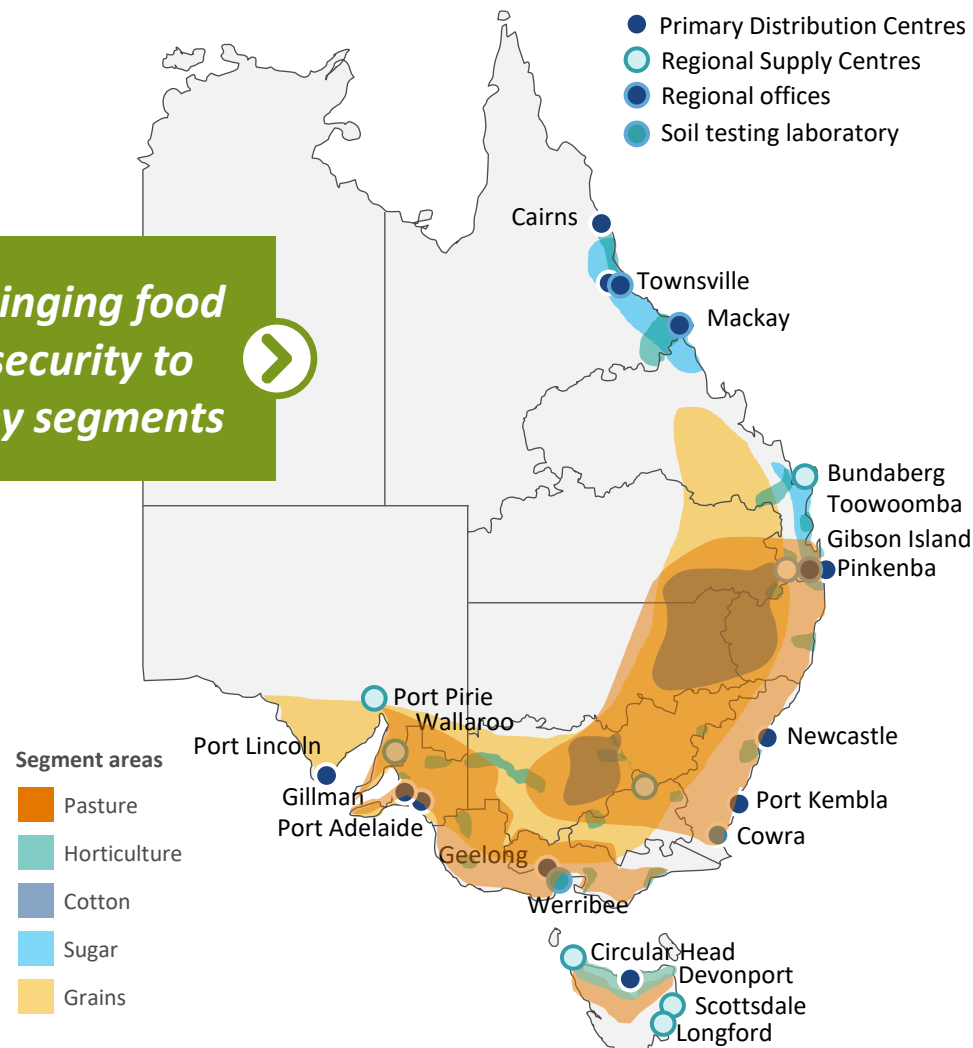 Primary Distribution Centres
Regional Supply Centres
Regional offices
Soil testing laboratory
Cairns
inging food
security to
y segments
Townsville
Mackay
Bundaberg
Toowoomba
Gibson Island
Pinkenba
Port Pirie
Wallaroo
Port Lincoln
Newcastle
Segment areas
Gillman
Port Kembla
Pasture
Port Adelaide
Cowra
Horticulture
Geelong
Cotton
Werribee
Sugar
Circular Head
Devonport
Grains
Scottsdale
Longford